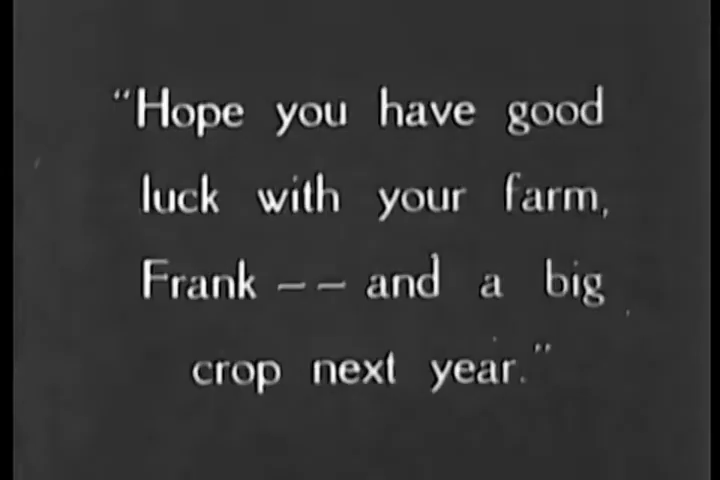 “Hope you have good
luck with your farm,
Frank -- and a big
crop next year.”